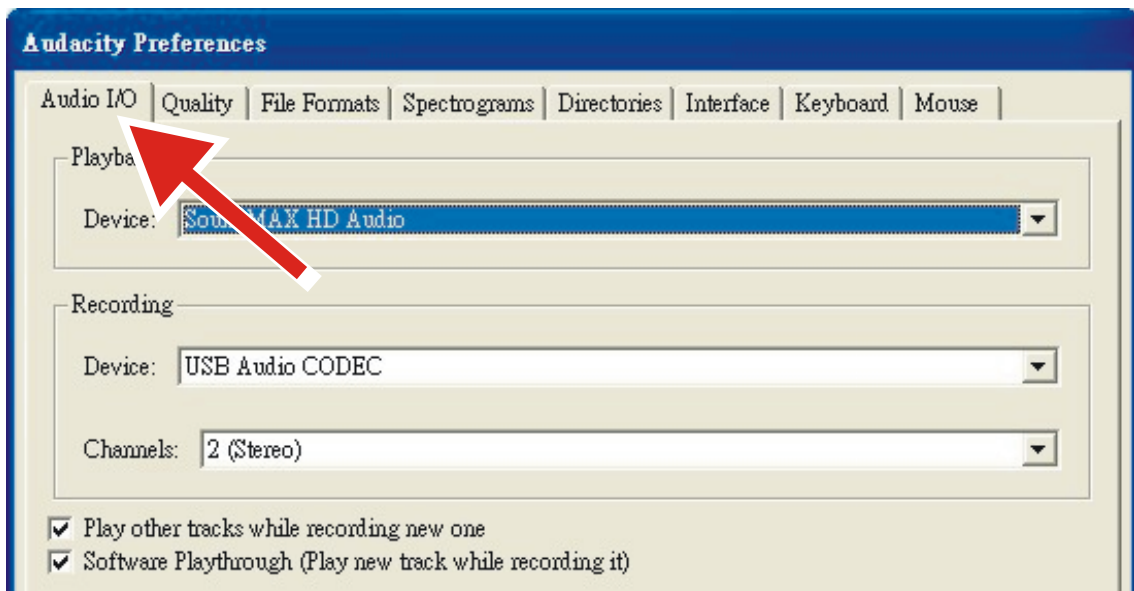 Audacity Preferences
Audio I/O Quality File Formats Spectrograms Directories Interface Keyboard Mouse
Device: HD Audio
Recording
Device: USB Audio CODEC
Channels: 2 (Stereo)
Play other tracks while recording new one
Software Playthrough (Play new track while recording it)